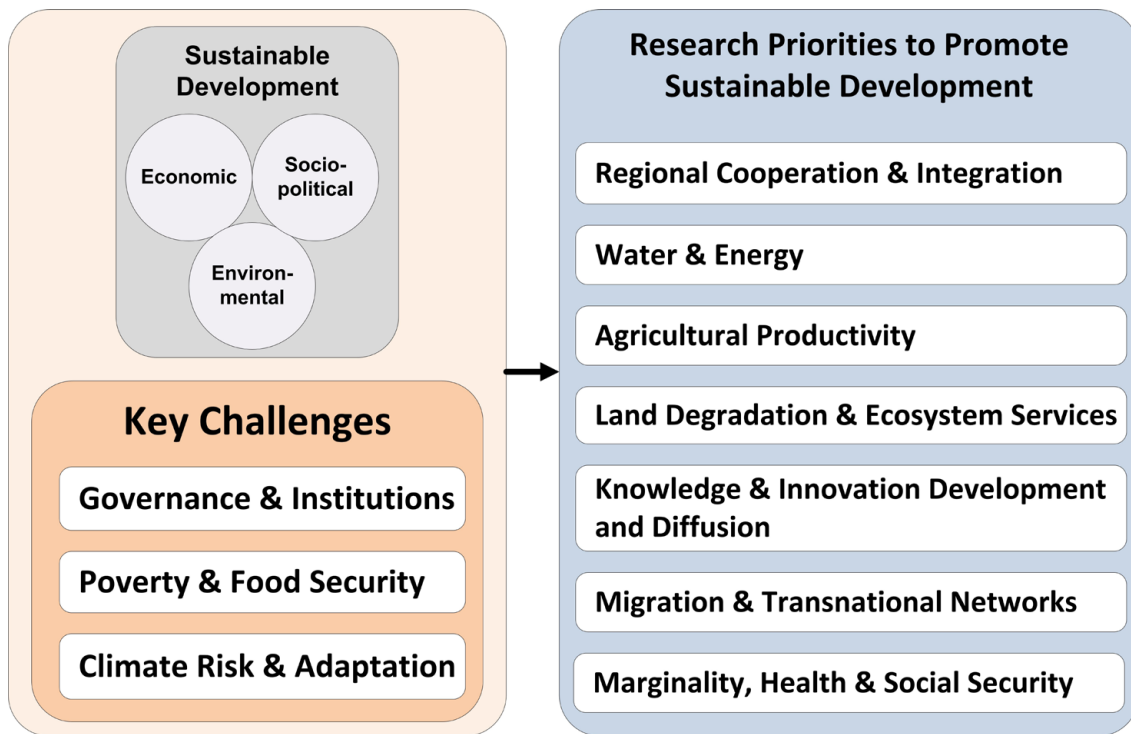 Sustainable
Development
Economic
Socio-
political
Environ-
mental
Key Challenges
Governance & Institutions
Poverty & Food Security
Climate Risk & Adaptation
Research Priorities to Promote
Sustainable Development
Regional Cooperation & Integration
Water & Energy
Agricultural Productivity
Land Degradation & Ecosystem Services
Knowledge & Innovation Development
and Diffusion
Migration & Transnational Networks
Marginality, Health & Social Security